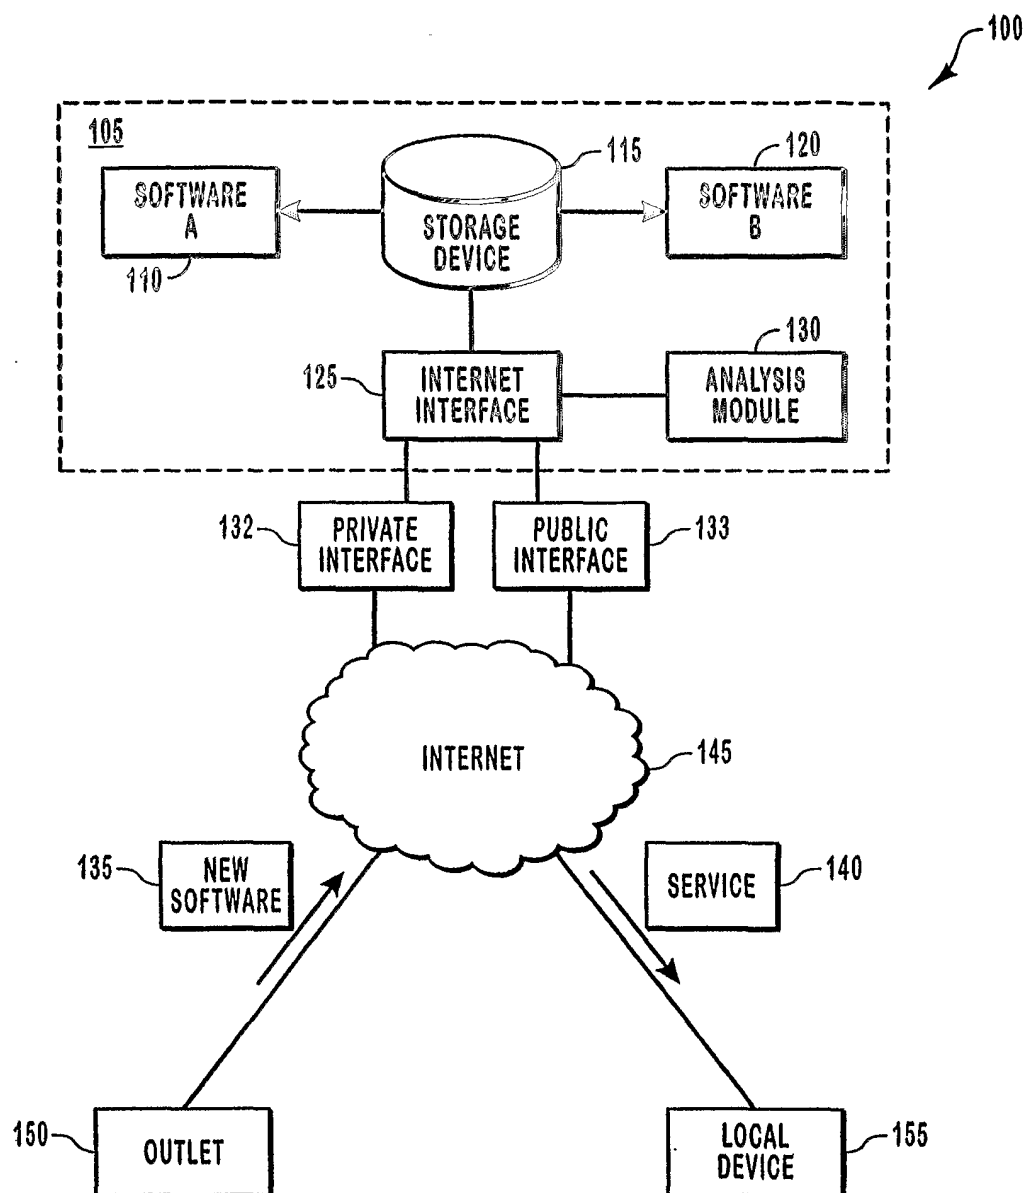 100
105
115
120
SOFTWARE
A
STORAGE
DEVICE
SOFTWARE
B
110
125
INTERNET
INTERFACE
130
ANALYSIS
MODULE
132
PRIVATE
INTERFACE
PUBLIC
INTERFACE
133
INTERNET
145
135
NEW
SOFTWARE
SERVICE
140
150
OUTLET
LOCAL
DEVICE
155